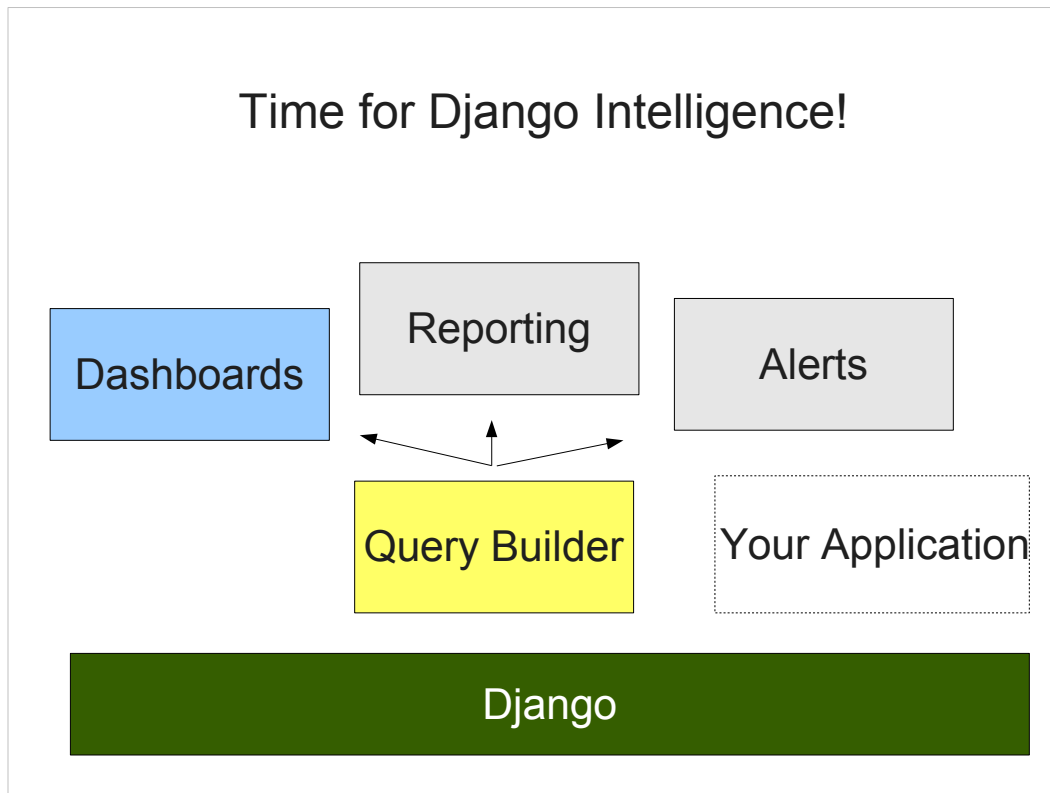 Time for Django Intelligence!
Reporting
Dashboards
Alerts
Query Builder
Your Application
Django